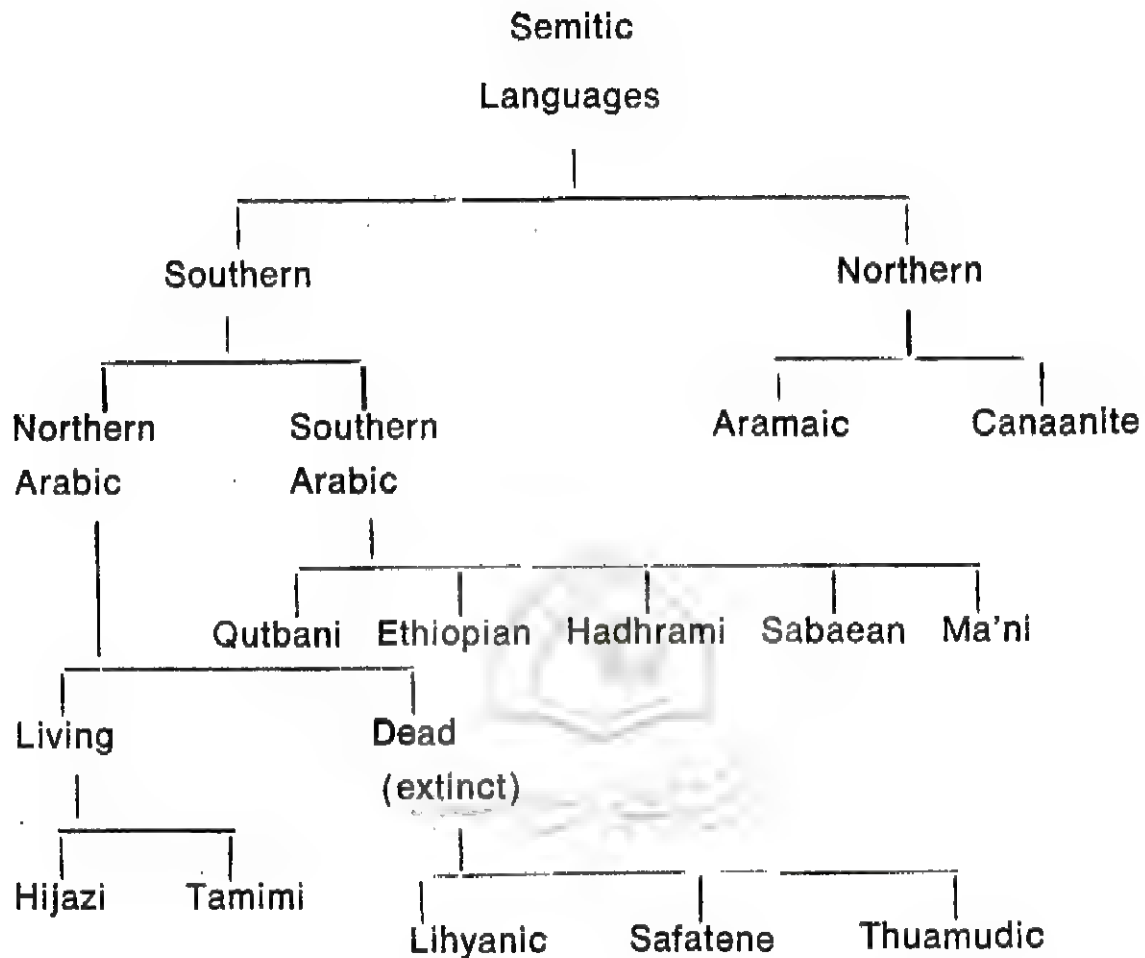 Semitic
Languages
Southern
Northern
Northern
Arabic
Southern
Arabic
Aramaic
Canaanite
Qutbani
Ethiopian
Hadhrami
Sabaean
Ma'ni
Living
Dead
(extinct)
Hijazi
Tamimi
Lihyanic
Safatene
Thuamudic